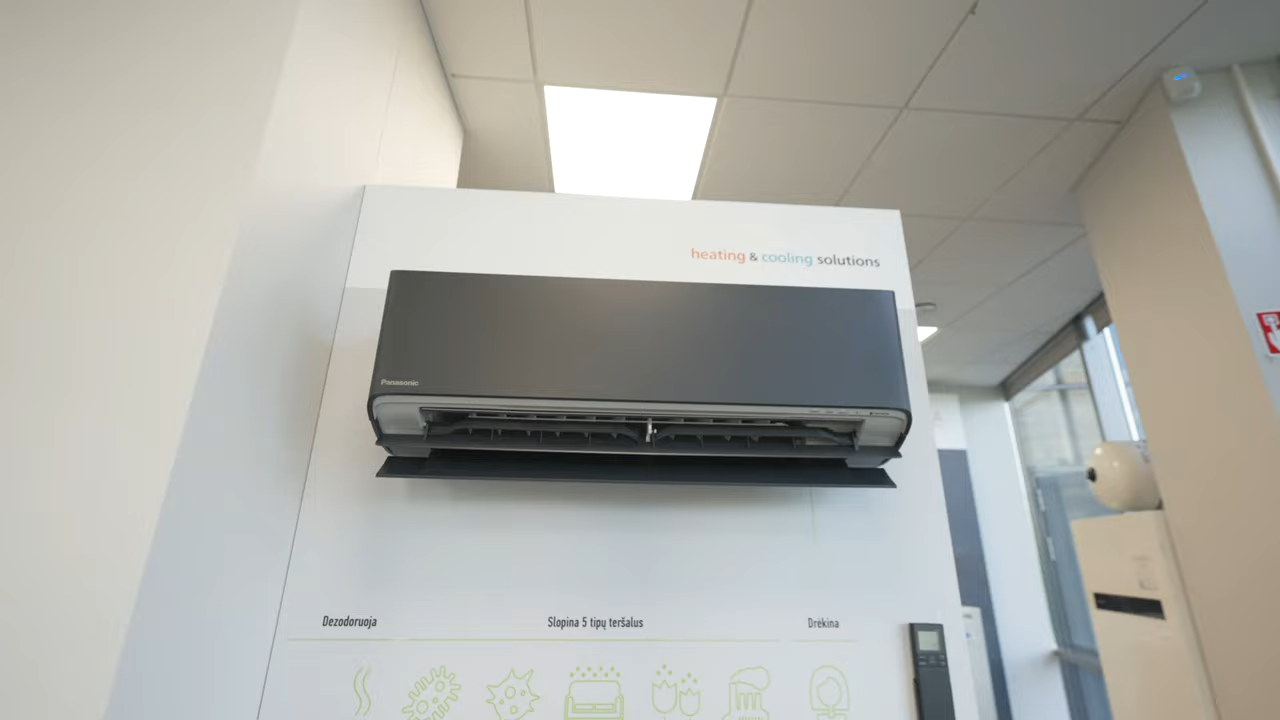 heating & cooling solutions
Panasonic
Dezodoruoja
Slopina 5 tipų teršalus
Drėkina